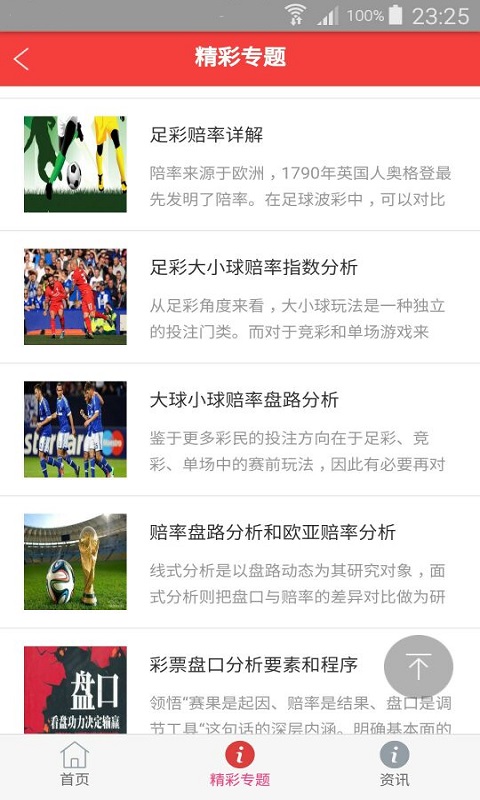 100% 23:25
精彩专题
足彩赔率详解
陪率来源于欧洲，1790年英国人奥格登最
先发明了陪率。在足球波彩中，可以对比
足彩大小球赔率指数分析
从足彩角度来看，大小球玩法是一种独立
的投注门类。而对于竞彩和单场游戏来
大球小球赔率盘路分析
鉴于更多彩民的投注方向在于足彩、竞
彩、单场中的赛前玩法，因此有必要再对
MasterCard
赔率盘路分析和欧亚赔率分析
线式分析是以盘路动态为其研究对象，面
式分析则把盘口与赔率的差异对比做为研
彩票盘口分析要素和程序
盘口
看盘功力决定输赢
领悟“赛果是起因、赔率是结果、盘口是调
节工具“这句话的深层内涵。明确基本面的
首页
精彩专题
资讯